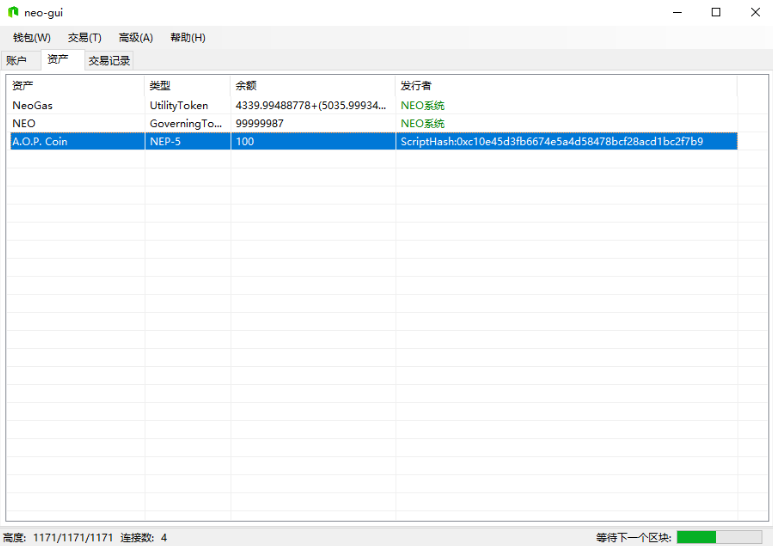 neo-gui
钱包(W) 交易(T) 高级(A) 帮助(H)
账户 资产 交易记录
资产 类型 余额 发行者
NeoGas UtilityToken 4339.99488778+(5035.99934... NEO系统
NEO GoverningTo... 99999987 NEO系统
A.O.P. Coin NEP-5 100 ScriptHash:0xc10e45d3fb6674e5a4d58478bcf28acd1bc2f7b9
高度: 1171/1171/1171 连接数: 4 等待下一个区块: